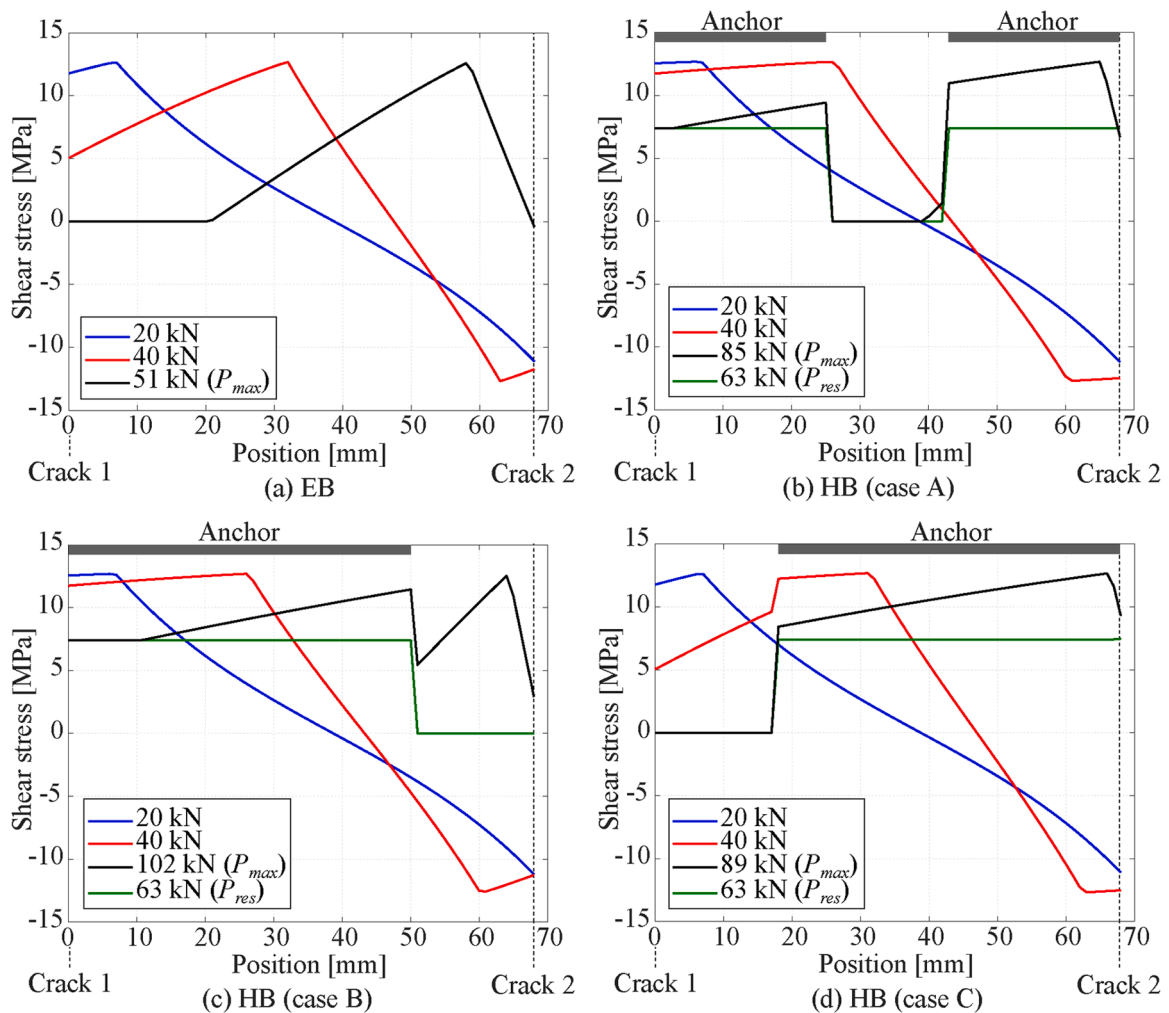 15
10
5
0
-5
-10
-15
Shear stress [MPa]
20 kN
40 kN
51 kN (Pmax)
0 10 20 30 40 50 60 70
Position [mm]
Crack 1
Crack 2
(a) EB
Anchor
Anchor
15
10
5
0
-5
-10
-15
Shear stress [MPa]
20 kN
40 kN
85 kN (Pmax)
63 kN (Pres)
0 10 20 30 40 50 60 70
Position [mm]
Crack 1
Crack 2
(b) HB (case A)
Anchor
15
10
5
0
-5
-10
-15
Shear stress [MPa]
20 kN
40 kN
102 kN (Pmax)
63 kN (Pres)
0 10 20 30 40 50 60 70
Position [mm]
Crack 1
Crack 2
(c) HB (case B)
Anchor
15
10
5
0
-5
-10
-15
Shear stress [MPa]
20 kN
40 kN
89 kN (Pmax)
63 kN (Pres)
0 10 20 30 40 50 60 70
Position [mm]
Crack 1
Crack 2
(d) HB (case C)